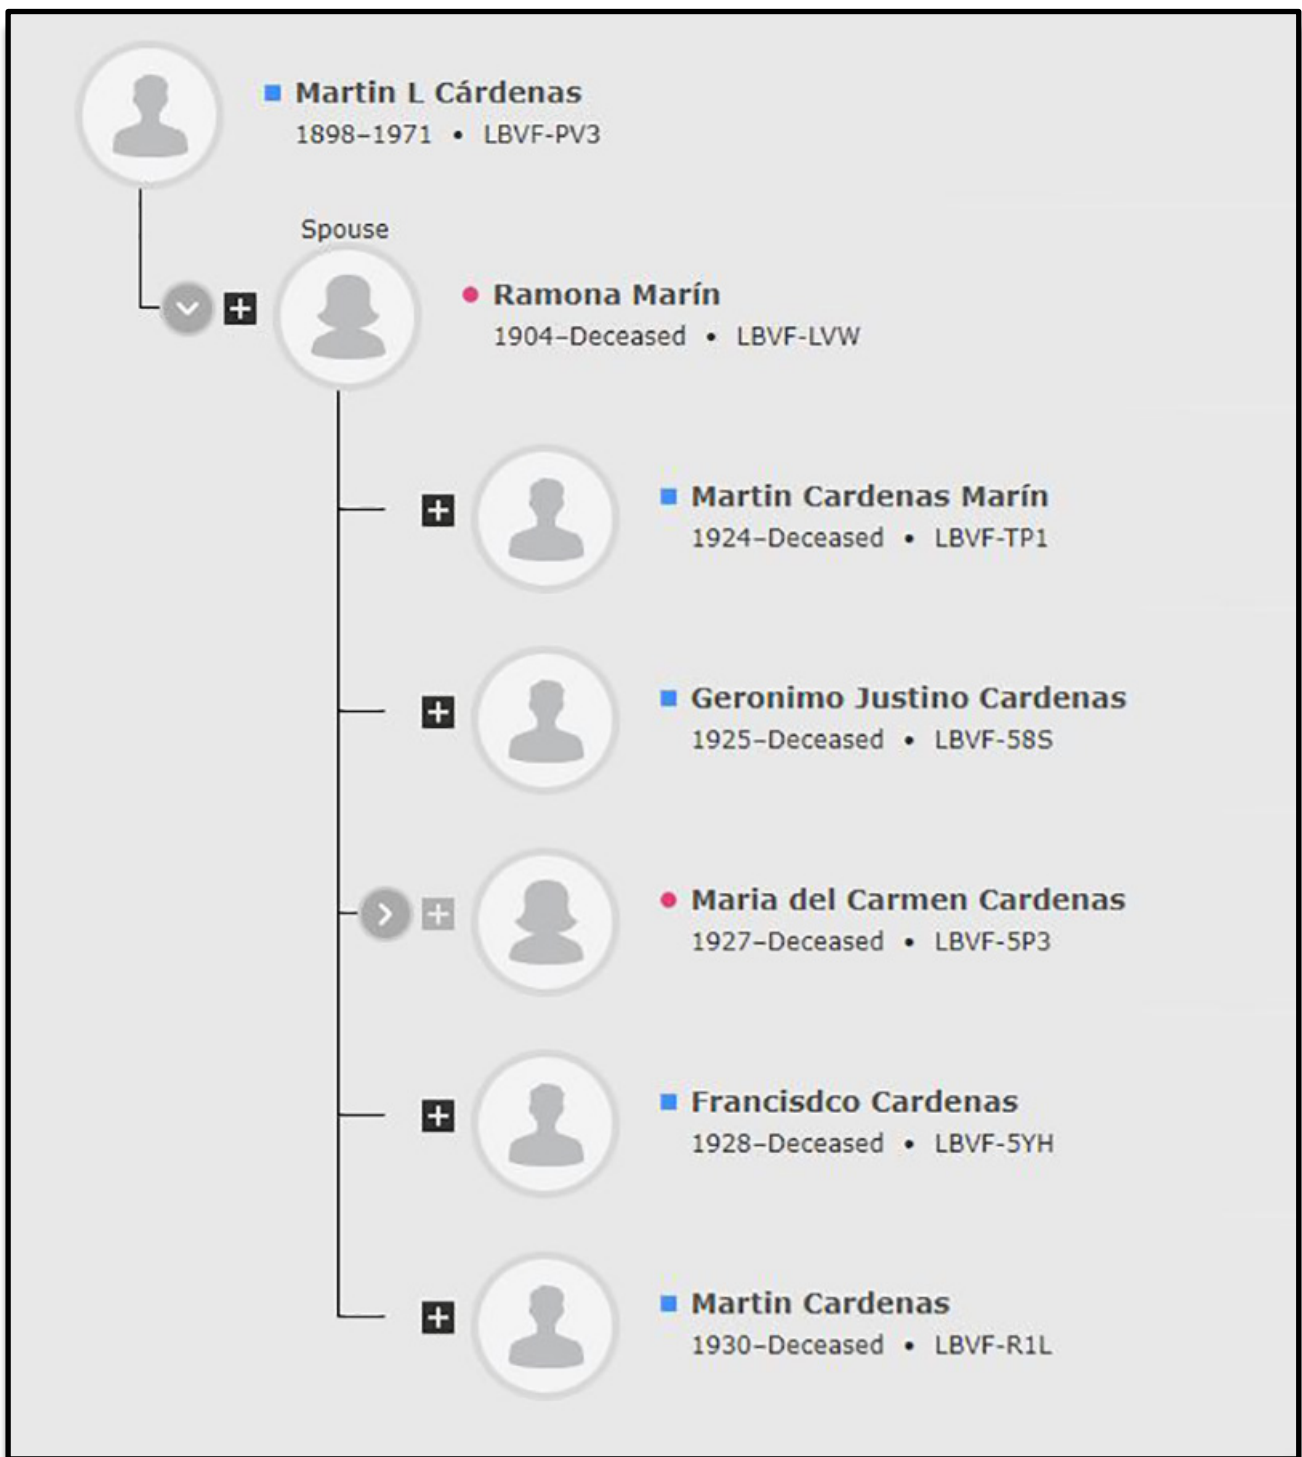 Martin L Cárdenas
1898–1971 • LBVF-PV3
Spouse
Ramona Marín
1904–Deceased • LBVF-LVW
Martin Cardenas Marín
1924–Deceased • LBVF-TP1
Geronimo Justino Cardenas
1925–Deceased • LBVF-58S
Maria del Carmen Cardenas
1927–Deceased • LBVF-5P3
Francisdco Cardenas
1928–Deceased • LBVF-5YH
Martin Cardenas
1930–Deceased • LBVF-R1L